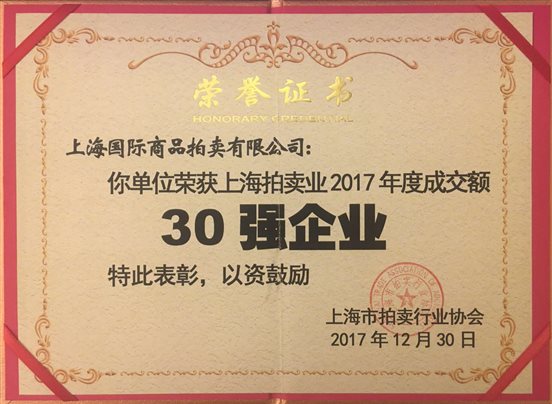 荣誉证书
HONORARY CREDENTIAL
上海国际商品拍卖有限公司：
你单位荣获上海拍卖业2017年度成交额
30强企业
特此表彰，以资鼓励
上海市拍卖行业协会
2017年12月30日